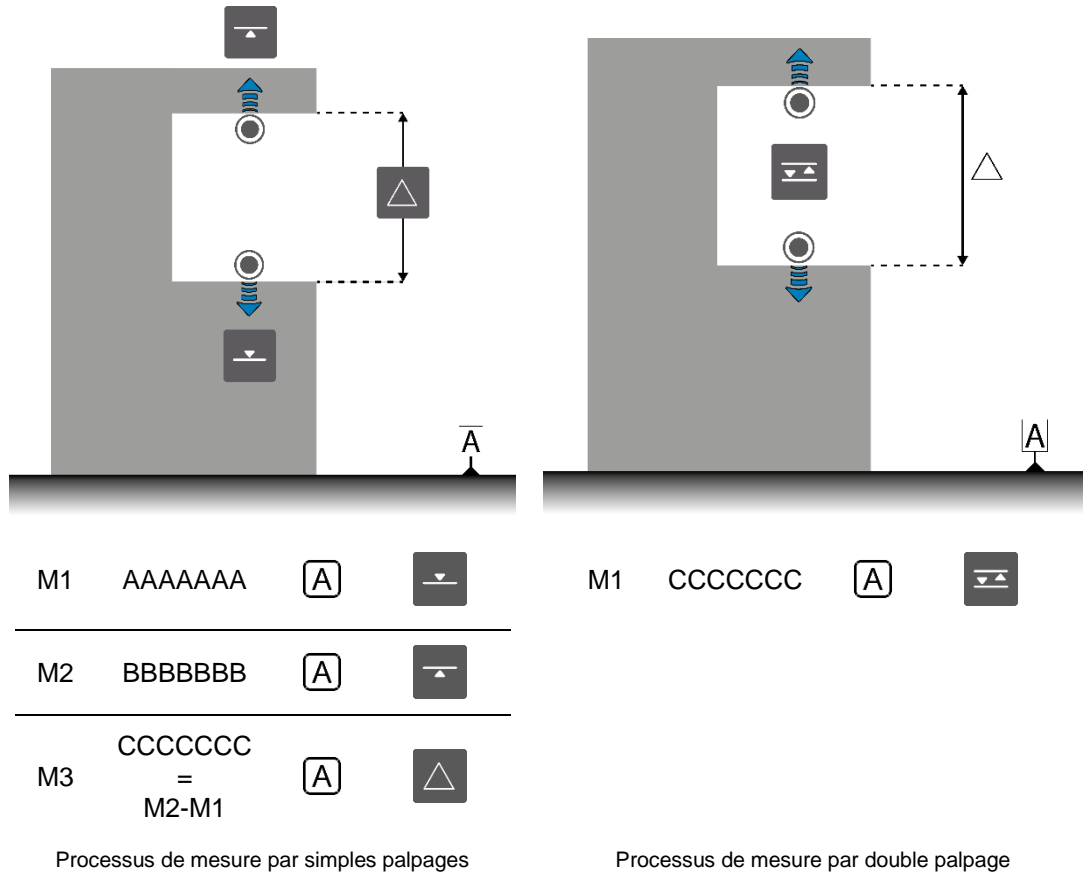 A
A
M1 AAAAAAA A
M2 BBBBBBB A
CCCCCCC
M3 = A
M2-M1
M1 CCCCCCC A
Processus de mesure par simples palpages
Processus de mesure par double palpage